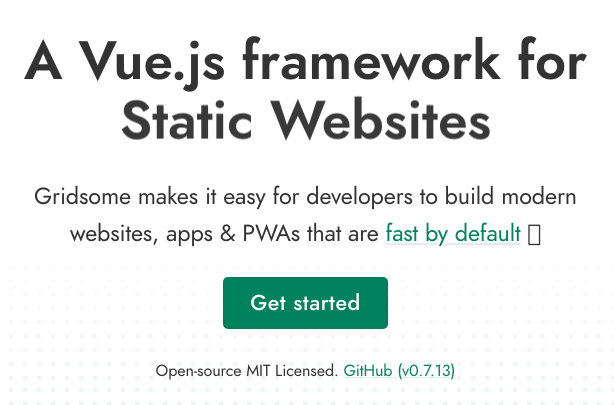 A Vue.js framework for
Static Websites
Gridsome makes it easy for developers to build modern
websites, apps & PWAs that are fast by default
Get started
Open-source MIT Licensed. GitHub (v0.7.13)